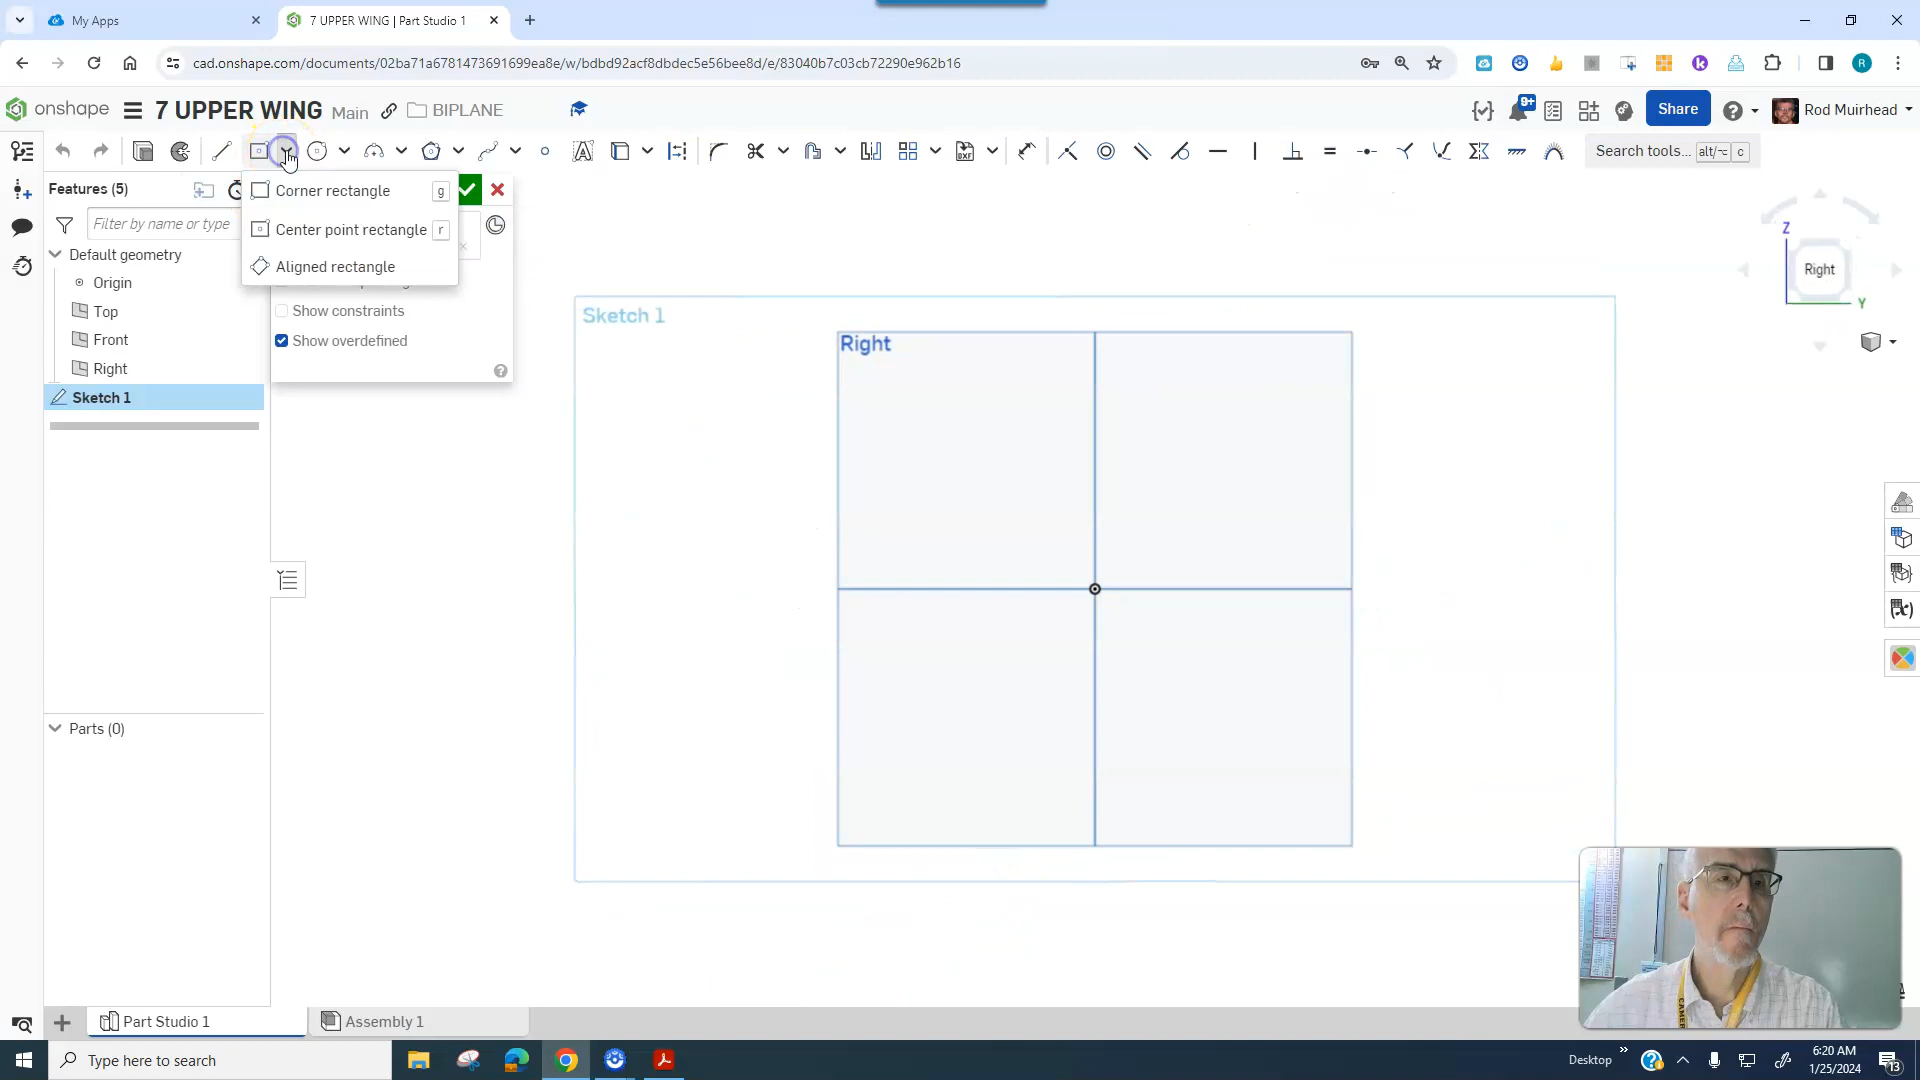 My Apps
7 UPPER WING | Part Studio 1
cad.onshape.com/documents/02ba71a6781473691699ea8e/w/bdbd92acf8dbdec5e56bee8d/e/83040b7c03cb72290e962b16
R
onshape
7 UPPER WING
Main
BIPLANE
9+
Share
Rod Muirhead
Search tools...
alt/⌥
c
Features (5)
Filter by name or type
Corner rectangle
g
Center point rectangle
r
Aligned rectangle
Show constraints
Show overdefined
Default geometry
Origin
Top
Front
Right
Sketch 1
Parts (0)
Sketch 1
Right
Z
Right
Y
Part Studio 1
Assembly 1
Type here to search
Desktop
6:20 AM
1/25/2024
13